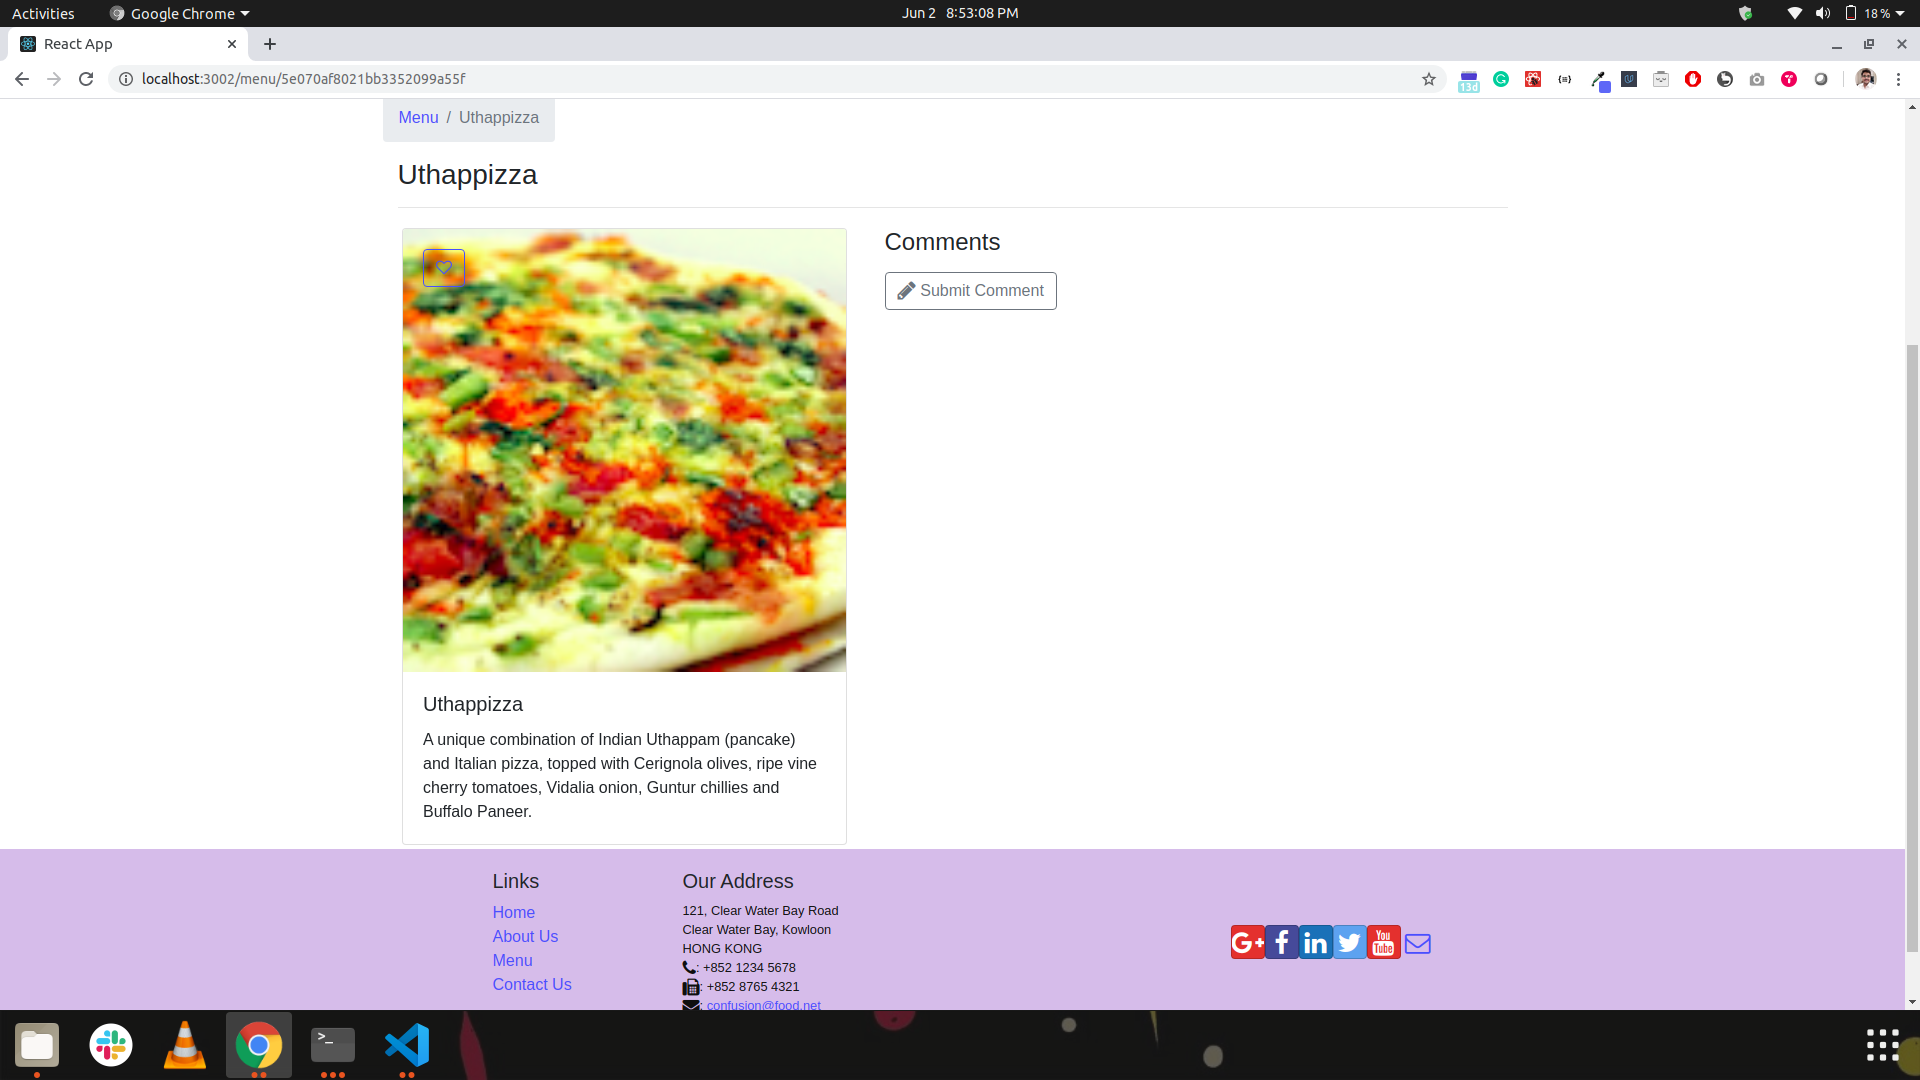 Activities
Google Chrome
Jun 2 8:53:08 PM
18 %
React App
localhost:3002/menu/5e070af8021bb3352099a55f
13d
Menu / Uthappizza
Uthappizza
Comments
Submit Comment
Uthappizza
A unique combination of Indian Uthappam (pancake)
and Italian pizza, topped with Cerignola olives, ripe vine
cherry tomatoes, Vidalia onion, Guntur chillies and
Buffalo Paneer.
Links
Home
About Us
Menu
Contact Us
Our Address
121, Clear Water Bay Road
Clear Water Bay, Kowloon
HONG KONG
: +852 1234 5678
: +852 8765 4321
: confusion@food.net
G+
f
in
You
Tube
>_